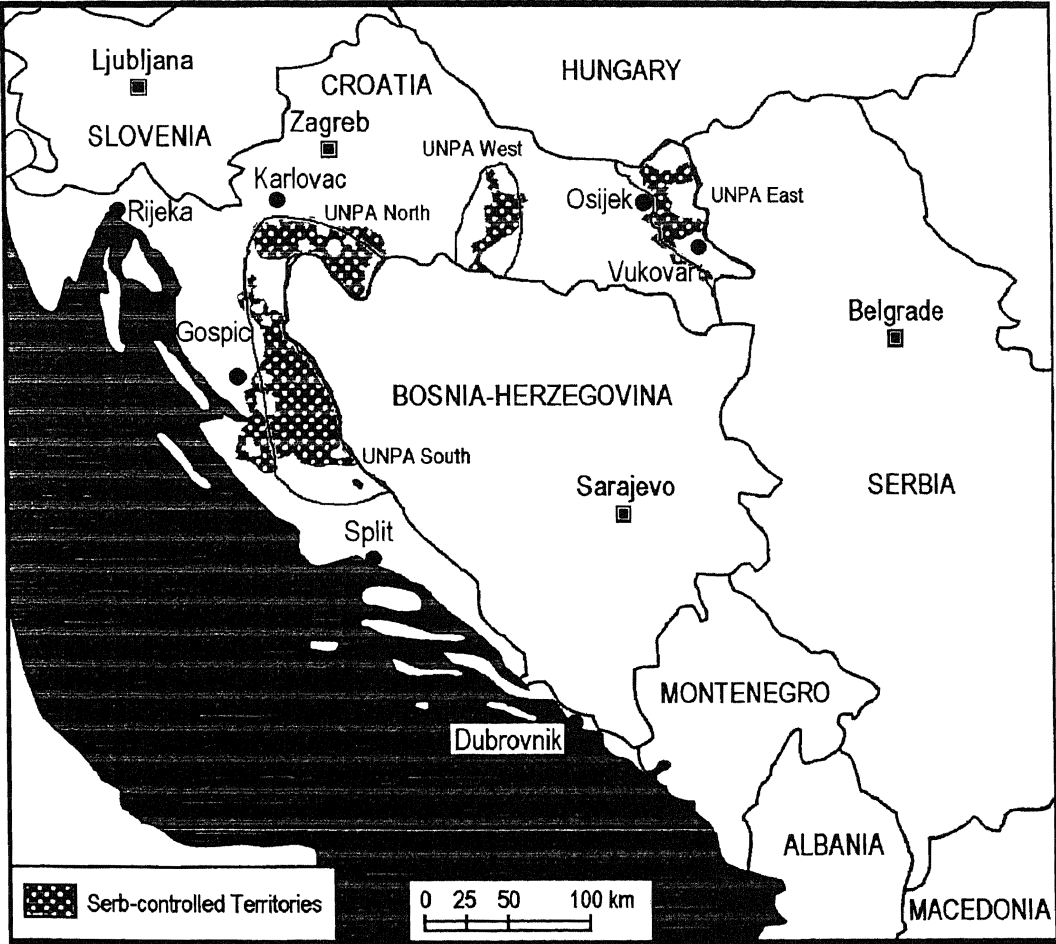 Ljubljana
HUNGARY
CROATIA
SLOVENIA
Zagreb
UNPA West
Karlovac
Osijek
UNPA East
Rijeka
UNPA North
Vukovar
Belgrade
Gospic
BOSNIA-HERZEGOVINA
UNPA South
Sarajevo
SERBIA
Split
MONTENEGRO
Dubrovnik
ALBANIA
Serb-controlled Territories
0 25 50 100 km
MACEDONIA